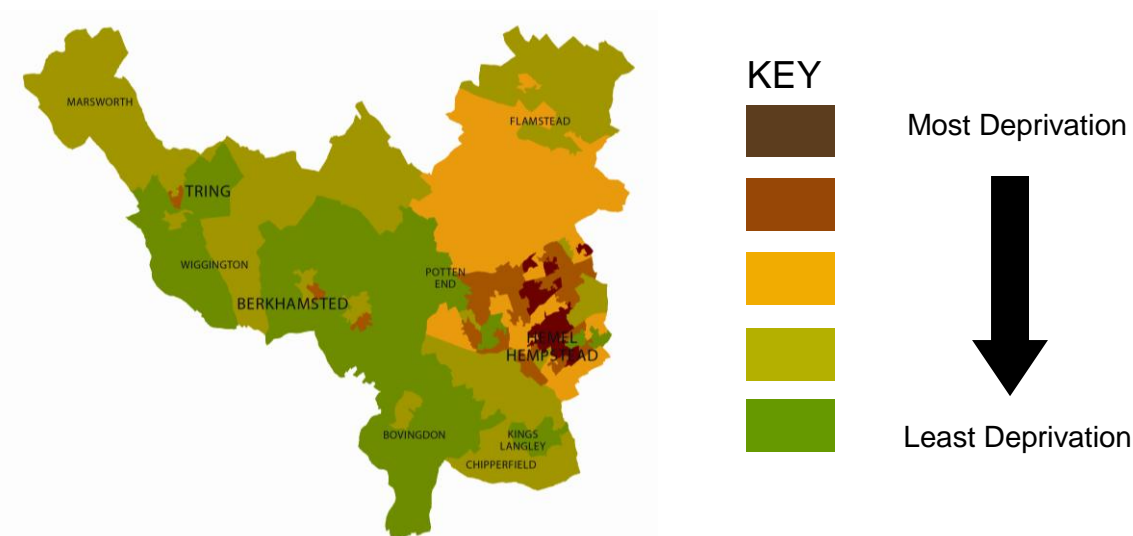 KEY
Most Deprivation
Least Deprivation
MARSWORTH
FLAMSTEAD
TRING
WIGGINGTON
POTTEN
END
BERKHAMSTED
HEMEL
HEMPSTEAD
BOVINGDON
KINGS
LANGLEY
CHIPPERFIELD